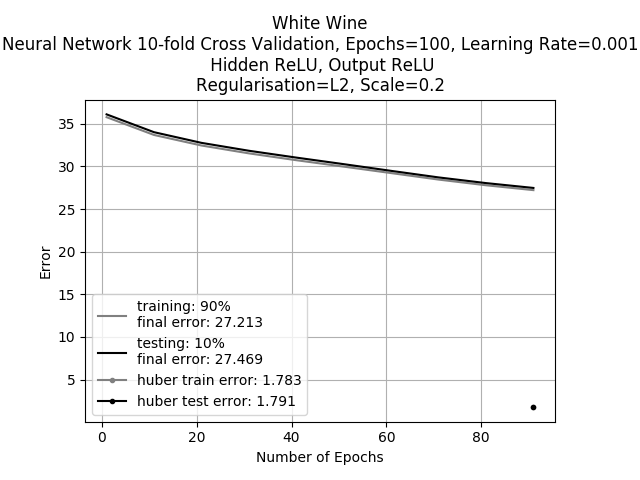 White Wine
Neural Network 10-fold Cross Validation, Epochs=100, Learning Rate=0.001
Hidden ReLU, Output ReLU
Regularisation=L2, Scale=0.2
35
30
25
20
15
10
5
Error
training: 90%
final error: 27.213
testing: 10%
final error: 27.469
huber train error: 1.783
huber test error: 1.791
0 20 40 60 80
Number of Epochs